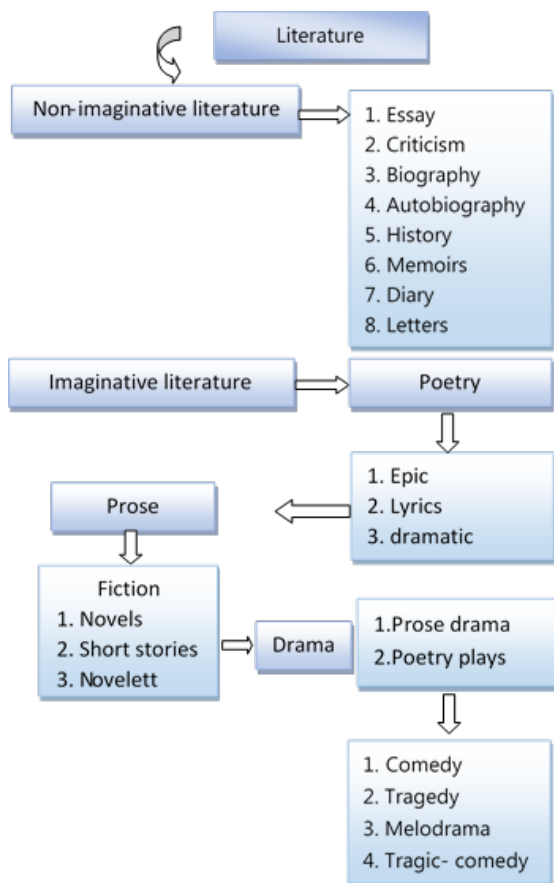 Literature
Non-imaginative literature
1. Essay
2. Criticism
3. Biography
4. Autobiography
5. History
6. Memoirs
7. Diary
8. Letters
Imaginative literature
Poetry
1. Epic
2. Lyrics
3. dramatic
Prose
Fiction
1. Novels
2. Short stories
3. Novelett
Drama
1.Prose drama
2.Poetry plays
1. Comedy
2. Tragedy
3. Melodrama
4. Tragic- comedy